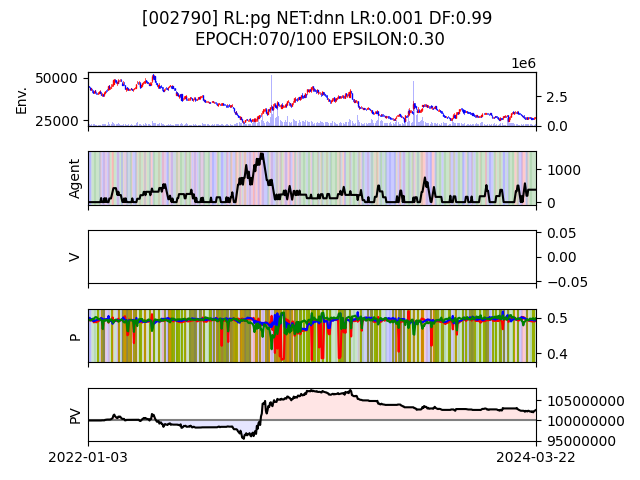 [002790] RL:pg NET:dnn LR:0.001 DF:0.99
EPOCH:070/100 EPSILON:0.30
1e6
Env.
50000
25000
2.5
0.0
Agent
1000
0
V
0.05
0.00
−0.05
P
0.5
0.4
PV
105000000
100000000
95000000
2022-01-03
2024-03-22